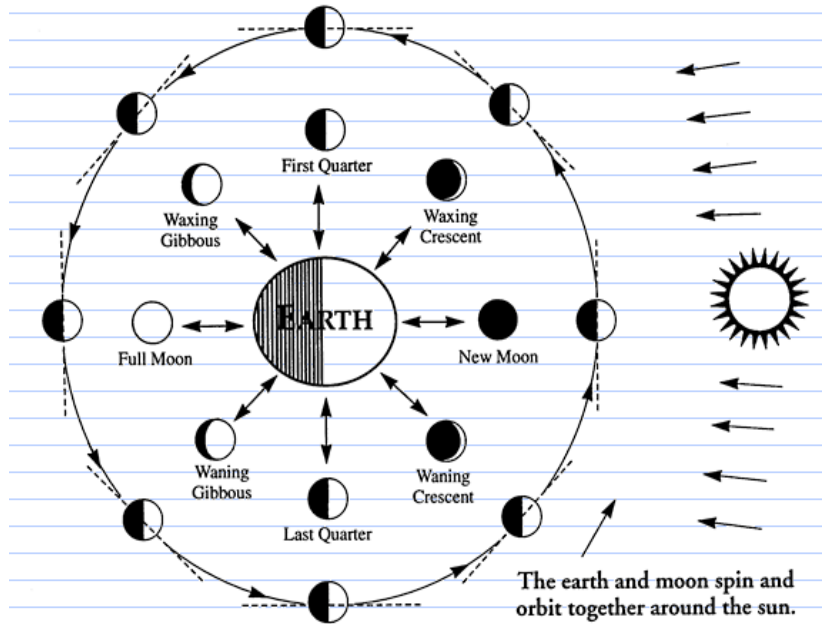 First Quarter
Waxing
Gibbous
Waxing
Crescent
EARTH
Full Moon
New Moon
Waning
Gibbous
Waning
Crescent
Last Quarter
The earth and moon spin and
orbit together around the sun.